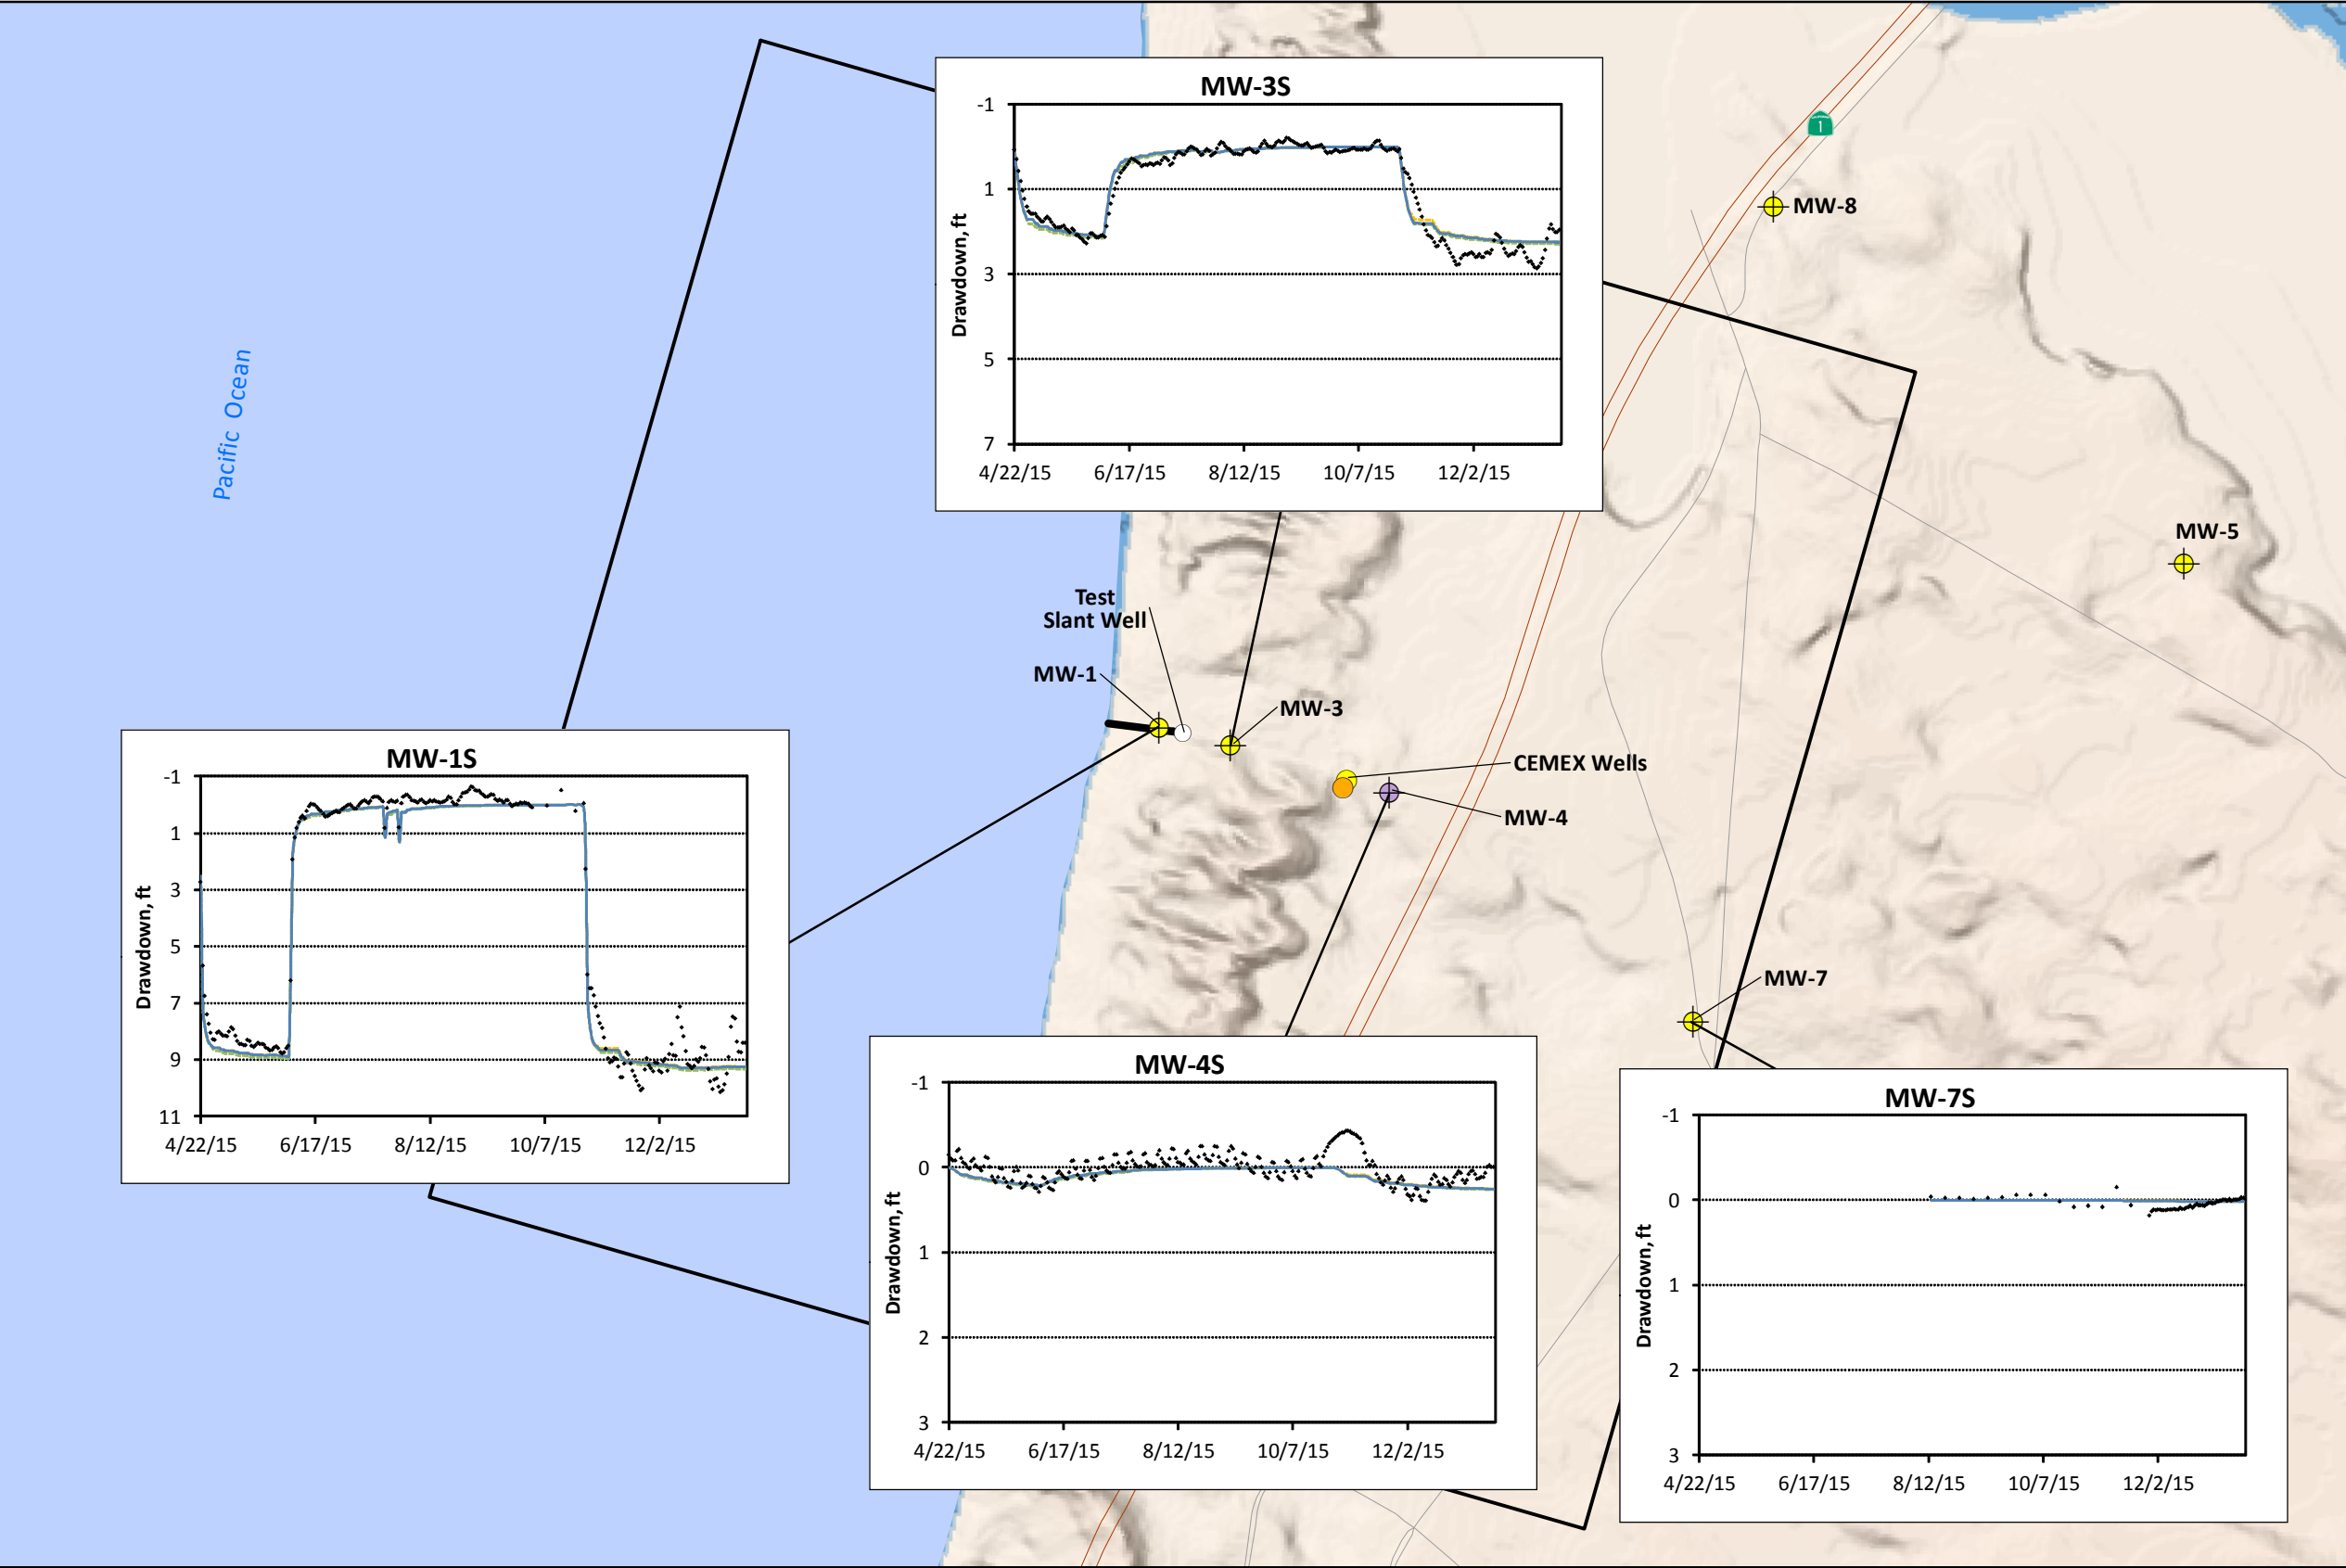 MW-3S
-1
1
3
5
7
Drawdown, ft
4/22/15 6/17/15 8/12/15 10/7/15 12/2/15
1
MW-8
Pacific Ocean
MW-5
Test
Slant Well
MW-1
MW-3
CEMEX Wells
MW-4
MW-7
MW-1S
-1
1
3
5
7
9
11
Drawdown, ft
4/22/15 6/17/15 8/12/15 10/7/15 12/2/15
MW-4S
-1
0
1
2
3
Drawdown, ft
4/22/15 6/17/15 8/12/15 10/7/15 12/2/15
MW-7S
-1
0
1
2
3
Drawdown, ft
4/22/15 6/17/15 8/12/15 10/7/15 12/2/15